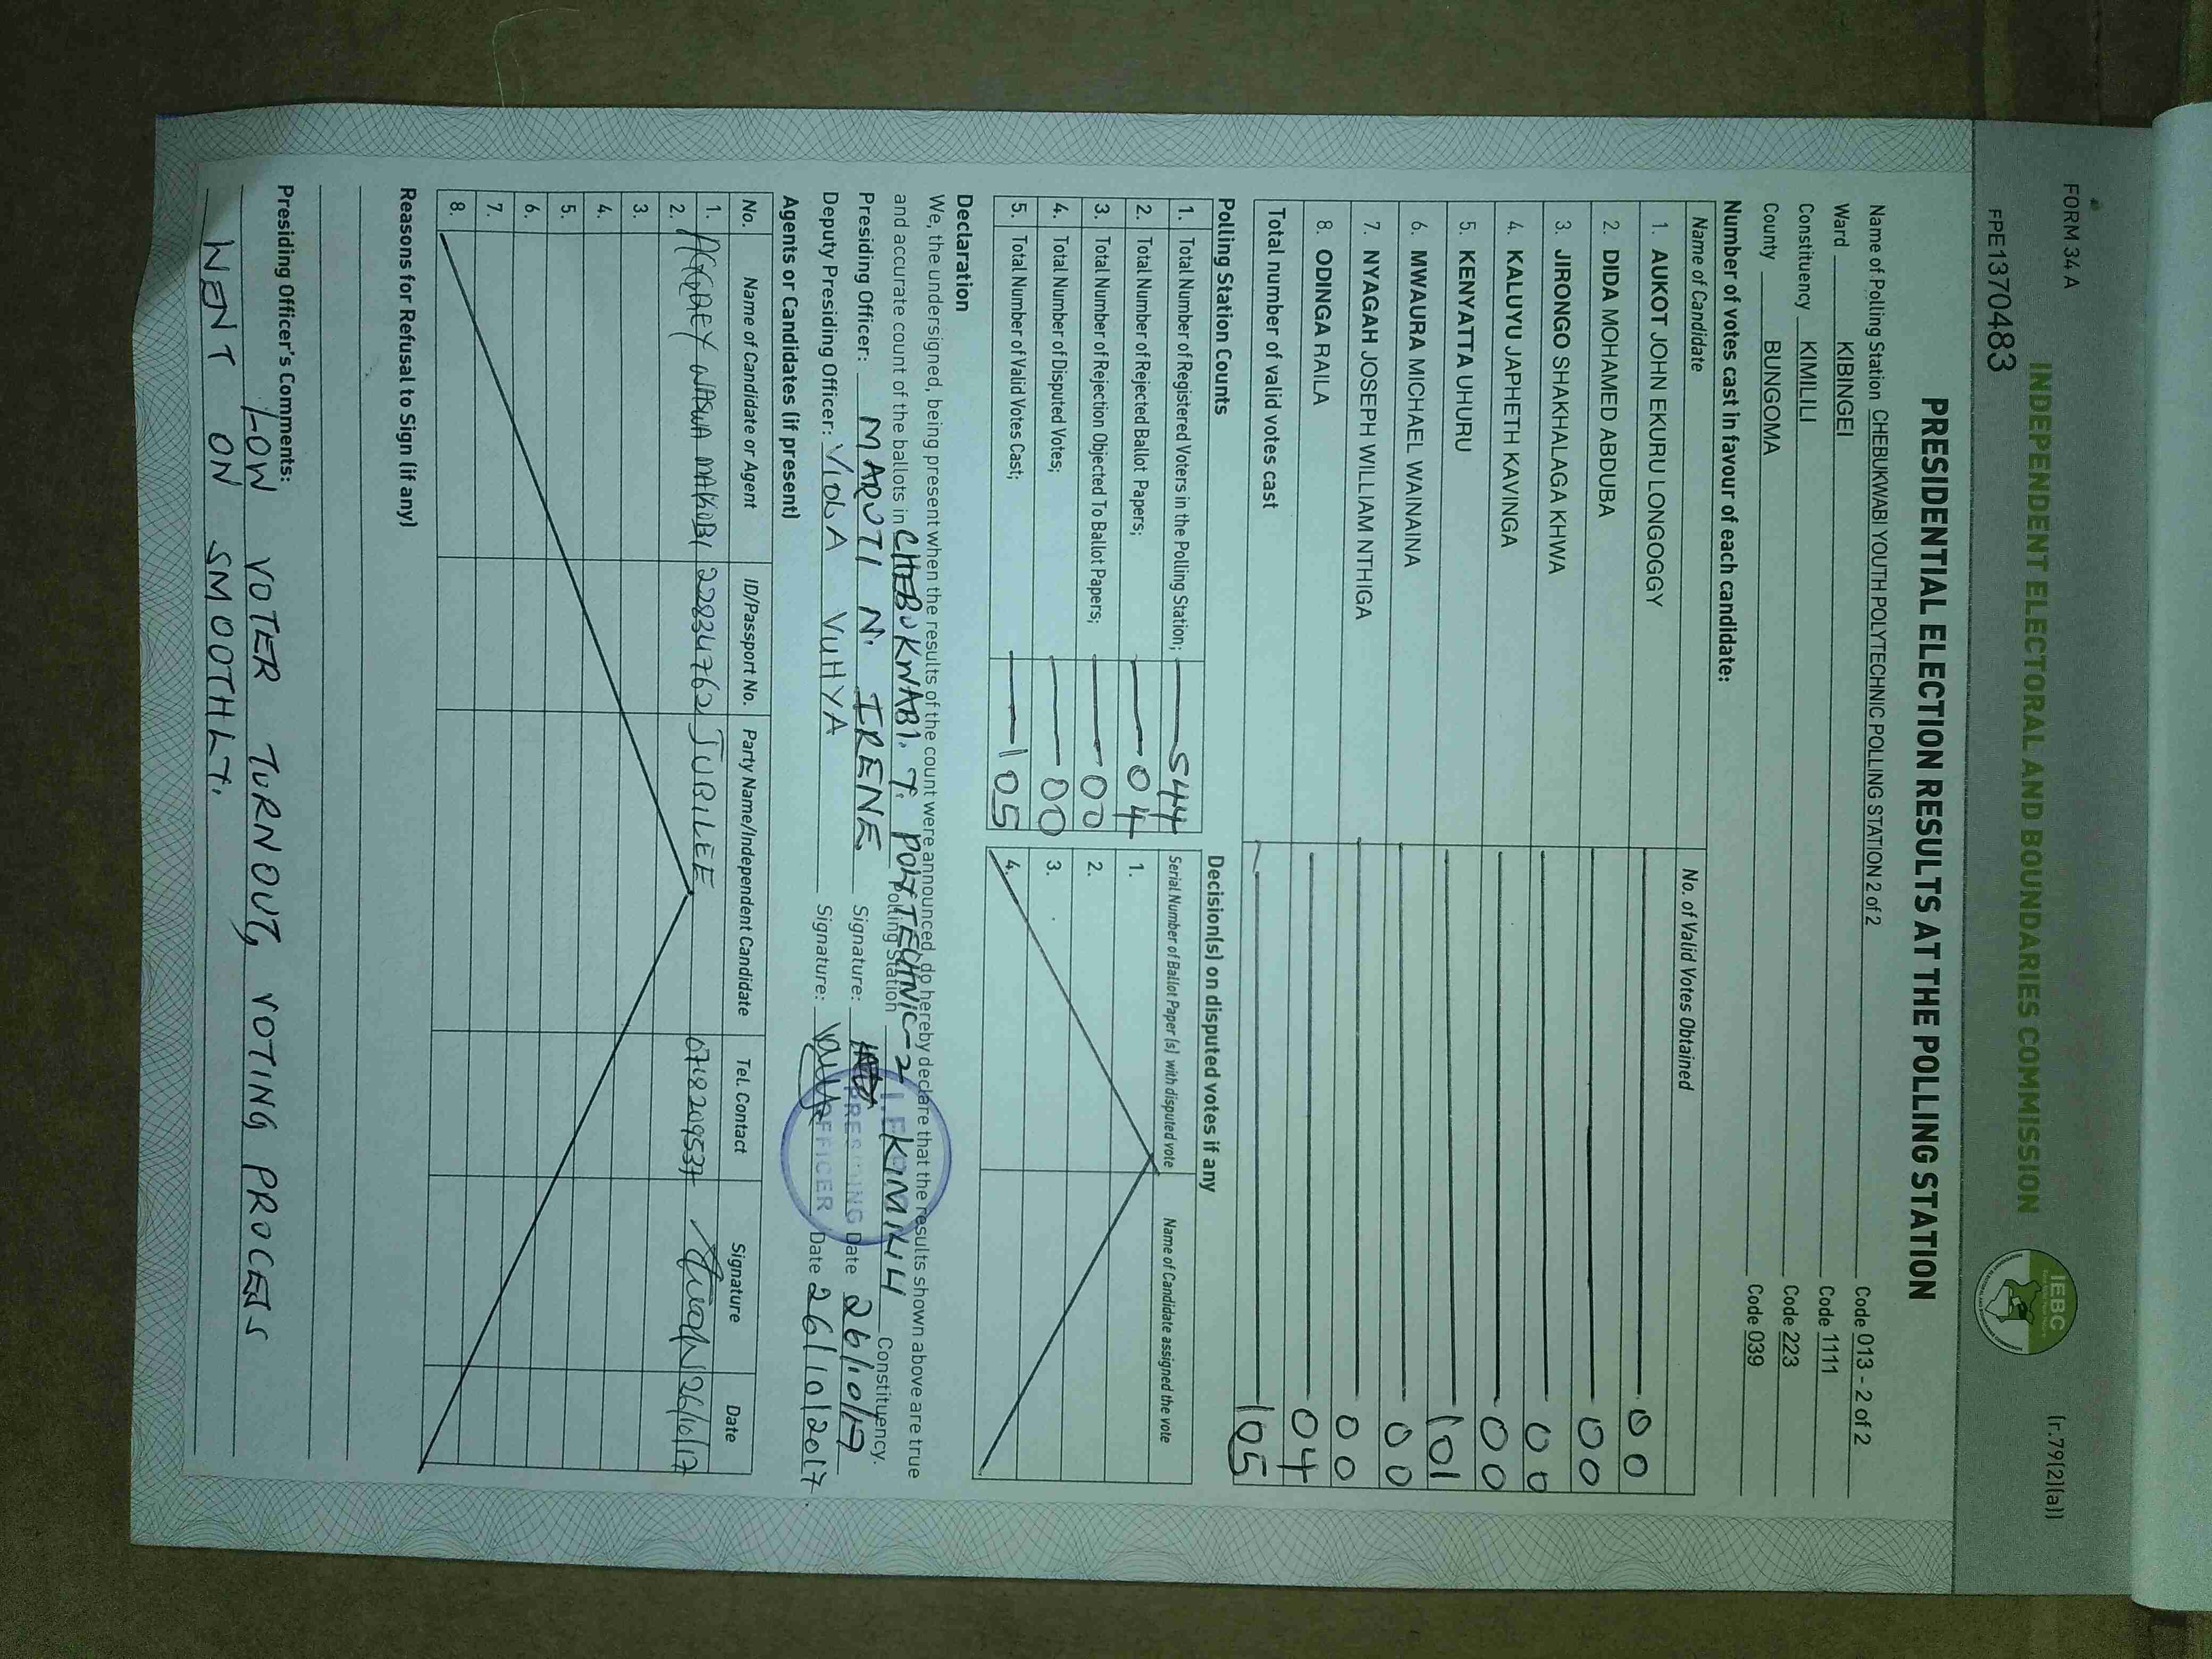 FORM 34 A
(r.79(2)(a))
INDEPENDENT ELECTORAL AND BOUNDARIES COMMISSION
IEBC
FPE1370483
PRESIDENTIAL ELECTION RESULTS AT THE POLLING STATION
Name of Polling Station CHEBUKWABI YOUTH POLYTECHNIC POLLING STATION 2 of 2 Code 013 - 2 of 2
Ward KIBINGEI Code 1111
Constituency KIMILILI Code 223
County BUNGOMA Code 039
Number of votes cast in favour of each candidate:
Name of Candidate No. of Valid Votes Obtained
1. AUKOT JOHN EKURU LONGOGGY 00
2. DIDA MOHAMED ABDUBA 00
3. JIRONGO SHAKHALAGA KHWA 00
4. KALUYU JAPHETH KAVINGA 00
5. KENYATTA UHURU 101
6. MWAURA MICHAEL WAINAINA 00
7. NYAGAH JOSEPH WILLIAM NTHIGA 00
8. ODINGA RAILA 04
Total number of valid votes cast 105
Polling Station Counts
1. Total Number of Registered Voters in the Polling Station; 544
2. Total Number of Rejected Ballot Papers; 04
3. Total Number of Rejection Objected To Ballot Papers; 00
4. Total Number of Disputed Votes; 00
5. Total Number of Valid Votes Cast; 105
Decision(s) on disputed votes if any
Serial Number of Ballot Paper (s) with disputed vote Name of Candidate assigned the vote
1.
2.
3.
4.
Declaration
We, the undersigned, being present when the results of the count were announced, do hereby declare that the results shown above are true
and accurate count of the ballots in CHEBUKWABI. Y. POLYTECHNIC-2 Polling Station KIMILILI Constituency.
Presiding Officer: MARUTI N. IRENE Signature: Date 26/10/17
Deputy Presiding Officer: VIOLA VUHYA Signature: Date 26/10/2017.
PRESIDING
OFFICER
Agents or Candidates (if present)
No. Name of Candidate or Agent ID/Passport No. Party Name/Independent Candidate Tel. Contact Signature Date
1. AGGREY WASWA MAKOBI 22834762 JUBILEE 0718209537 26/10/17
2.
3.
4.
5.
6.
7.
8.
Reasons for Refusal to Sign (if any)
Presiding Officer's Comments:
LOW VOTER TURNOUT, VOTING PROCESS
WENT ON SMOOTHLY.